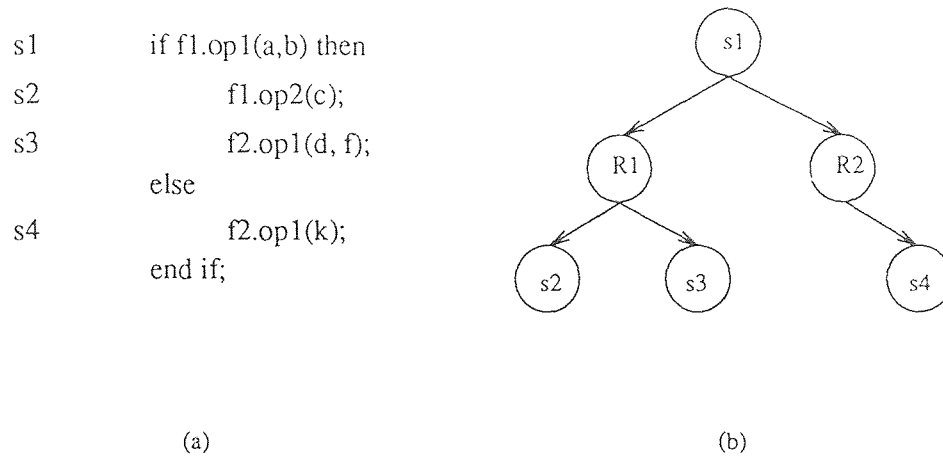 s1 if f1.op1(a,b) then
s2 f1.op2(c);
s3 f2.op1(d, f);
else
s4 f2.op1(k);
end if;
s1
R1 R2
s2 s3 s4
(a) (b)